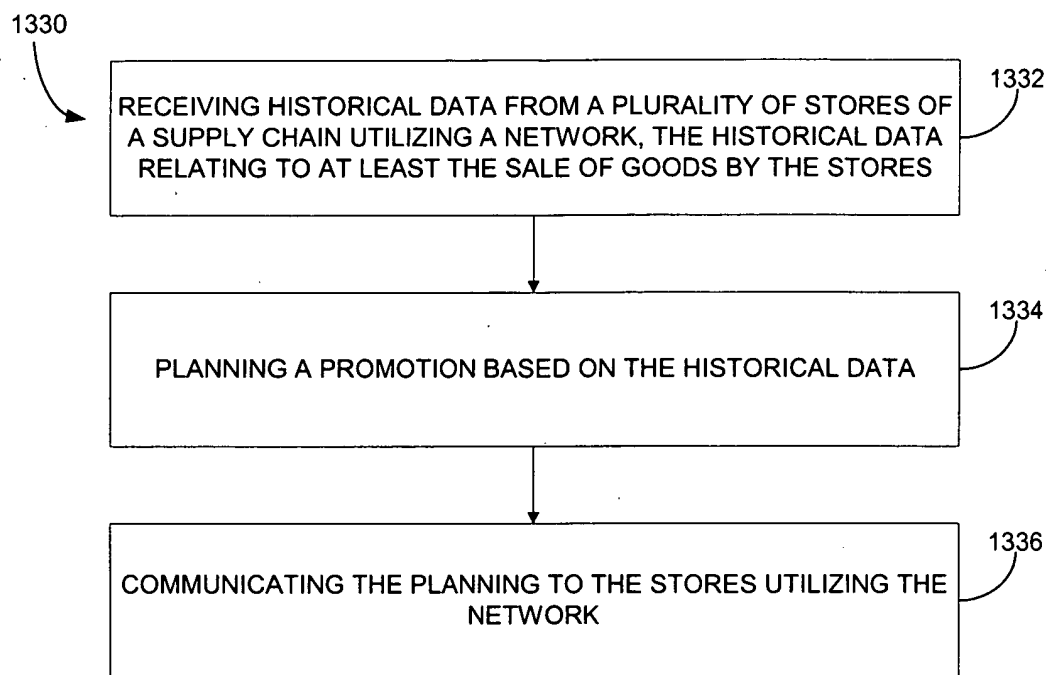 1330
1332
RECEIVING HISTORICAL DATA FROM A PLURALITY OF STORES OF
A SUPPLY CHAIN UTILIZING A NETWORK, THE HISTORICAL DATA
RELATING TO AT LEAST THE SALE OF GOODS BY THE STORES
1334
PLANNING A PROMOTION BASED ON THE HISTORICAL DATA
1336
COMMUNICATING THE PLANNING TO THE STORES UTILIZING THE
NETWORK